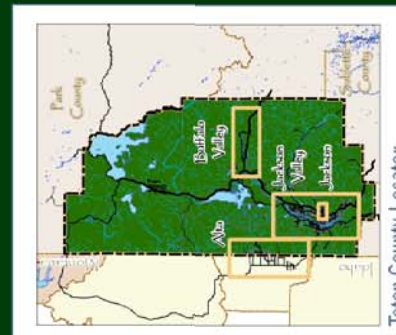 Park
County
Buffalo
Valley
Alta
Jackson
Valley
Jackson
Sublette
County
Idaho
Teton County Locator